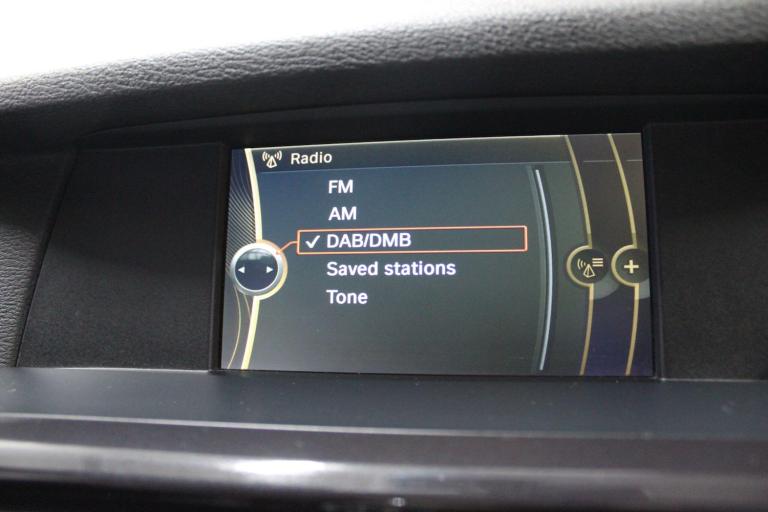 Radio
FM
AM
DAB/DMB
Saved stations
Tone